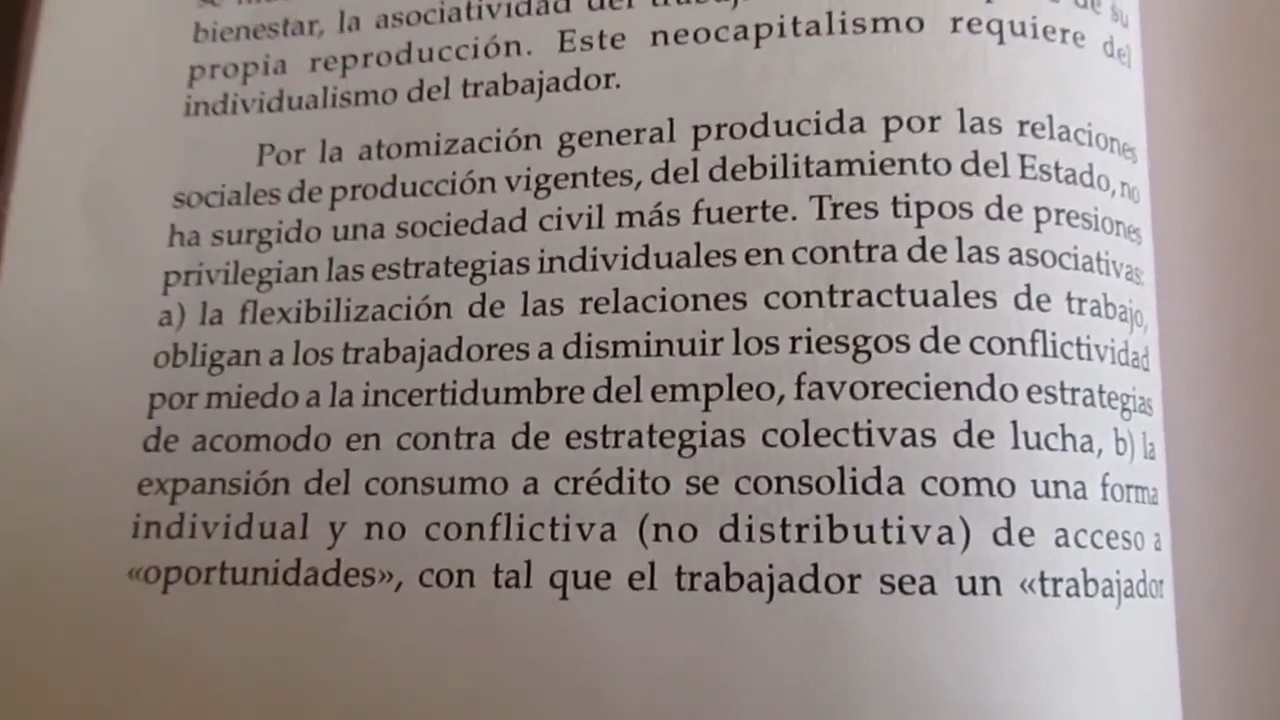 bienestar, la asociatividad del
propia reproducción. Este neocapitalismo requiere del
individualismo del trabajador.
Por la atomización general producida por las relaciones
sociales de producción vigentes, del debilitamiento del Estado, no
ha surgido una sociedad civil más fuerte. Tres tipos de presiones
privilegian las estrategias individuales en contra de las asociativas:
a) la flexibilización de las relaciones contractuales de trabajo,
obligan a los trabajadores a disminuir los riesgos de conflictividad
por miedo a la incertidumbre del empleo, favoreciendo estrategias
de acomodo en contra de estrategias colectivas de lucha, b) la
expansión del consumo a crédito se consolida como una forma
individual y no conflictiva (no distributiva) de acceso a
«oportunidades», con tal que el trabajador sea un «trabajador